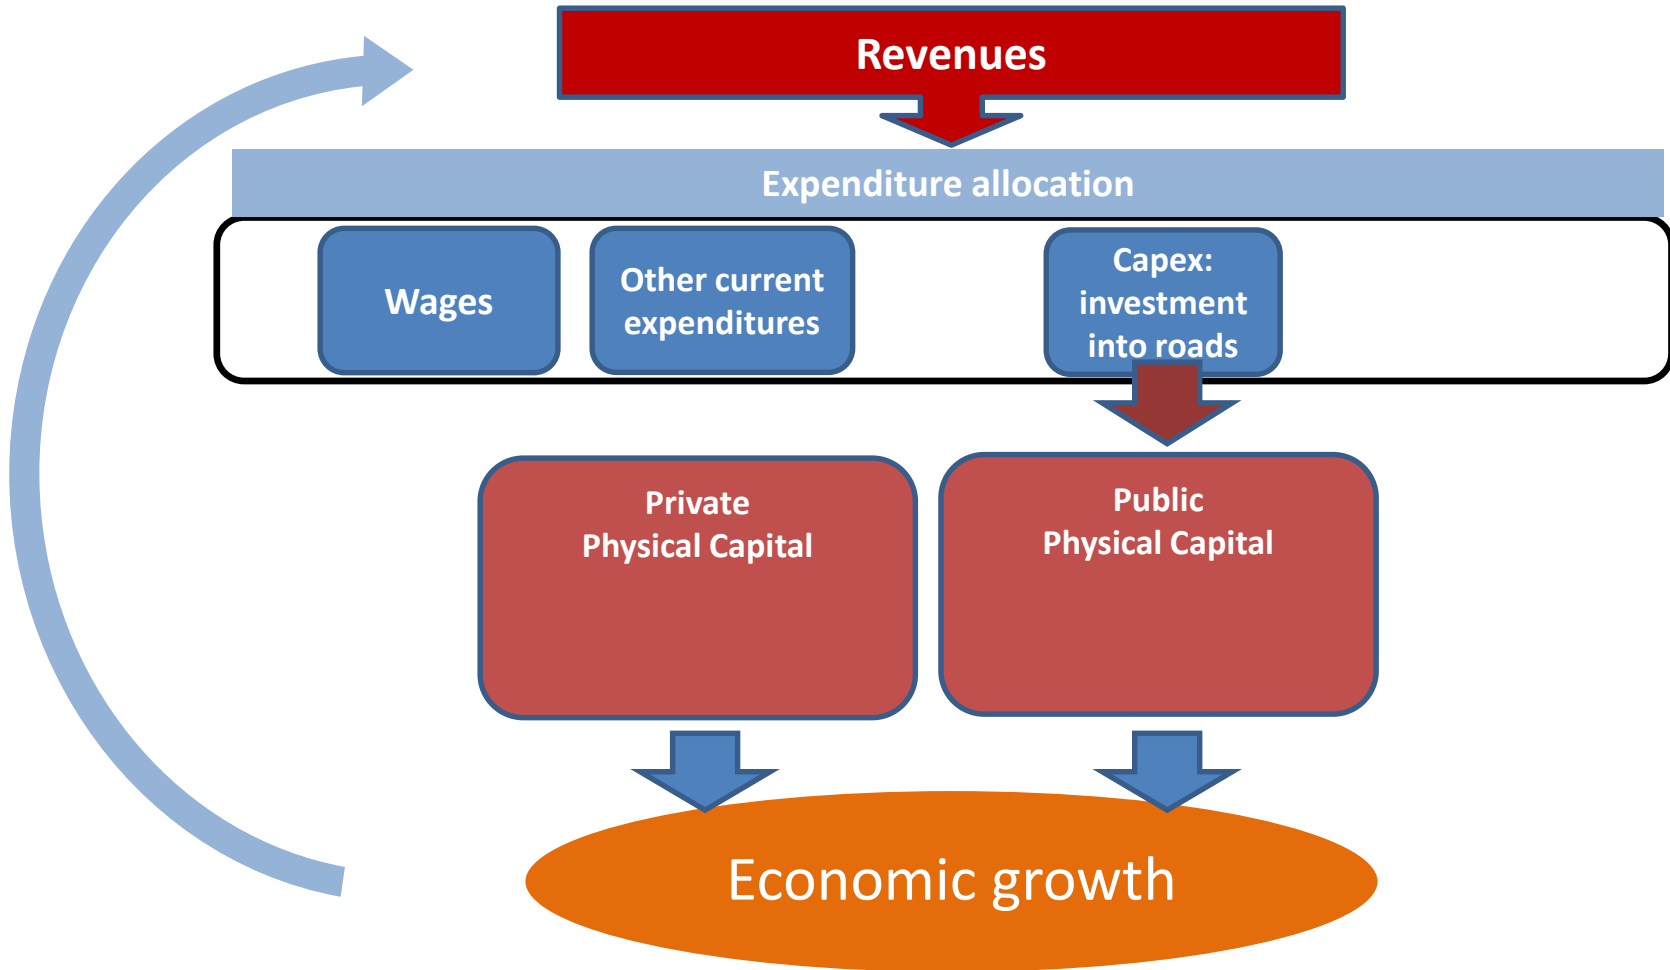 Revenues
Expenditure allocation
Wages
Other current
expenditures
Capex:
investment
into roads
Private
Physical Capital
Public
Physical Capital
Economic growth